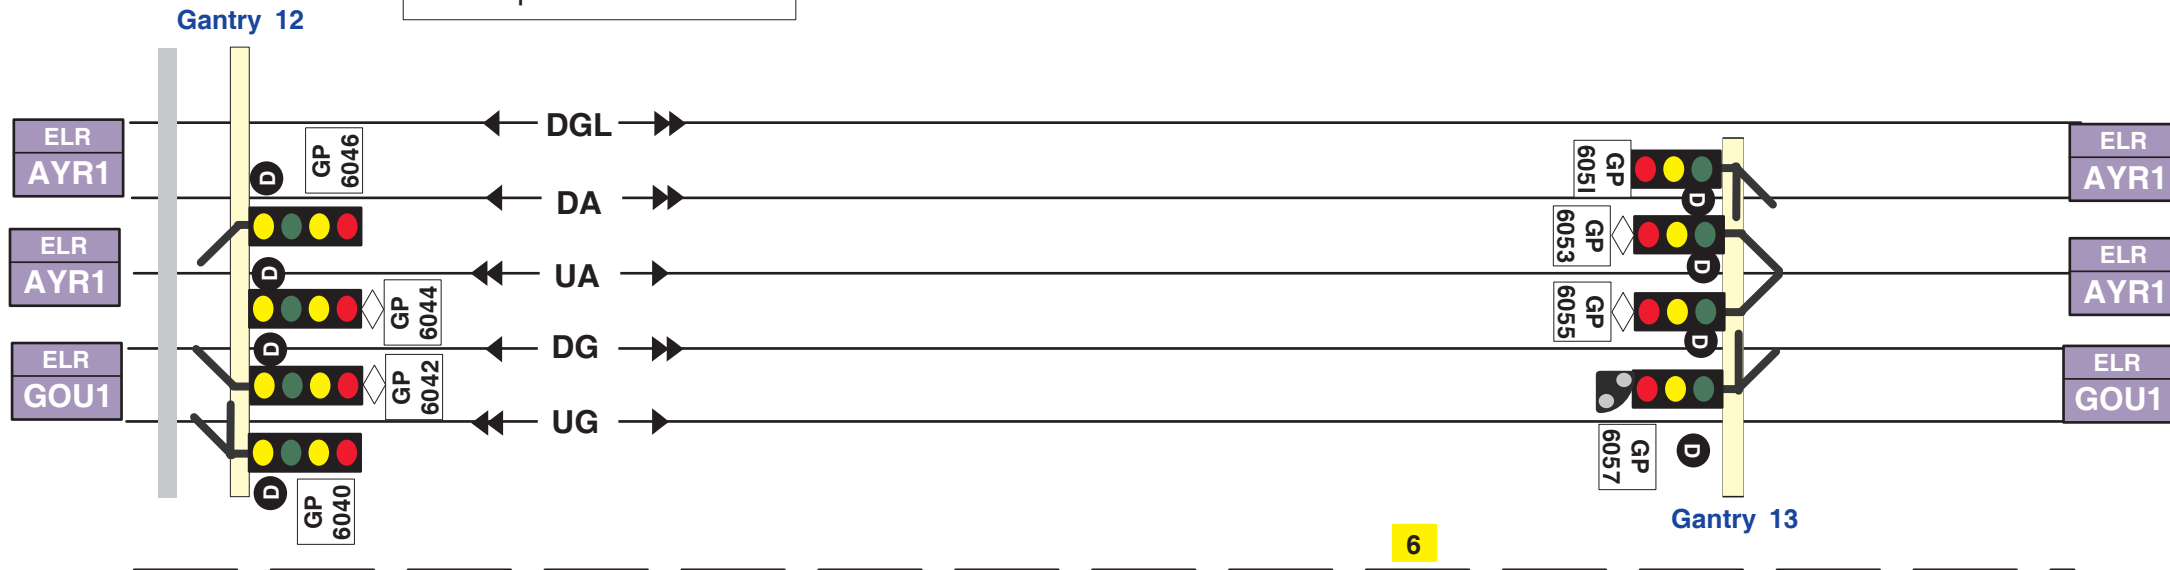 Gantry 12
ELR
AYR1
ELR
AYR1
ELR
GOU1
D
GP
6046
D
GP
6044
D
GP
6042
D
GP
6040
DGL
DA
UA
DG
UG
GP
6051
D
GP
6053
D
GP
6055
D
GP
6057
D
ELR
AYR1
ELR
AYR1
ELR
GOU1
Gantry 13
6